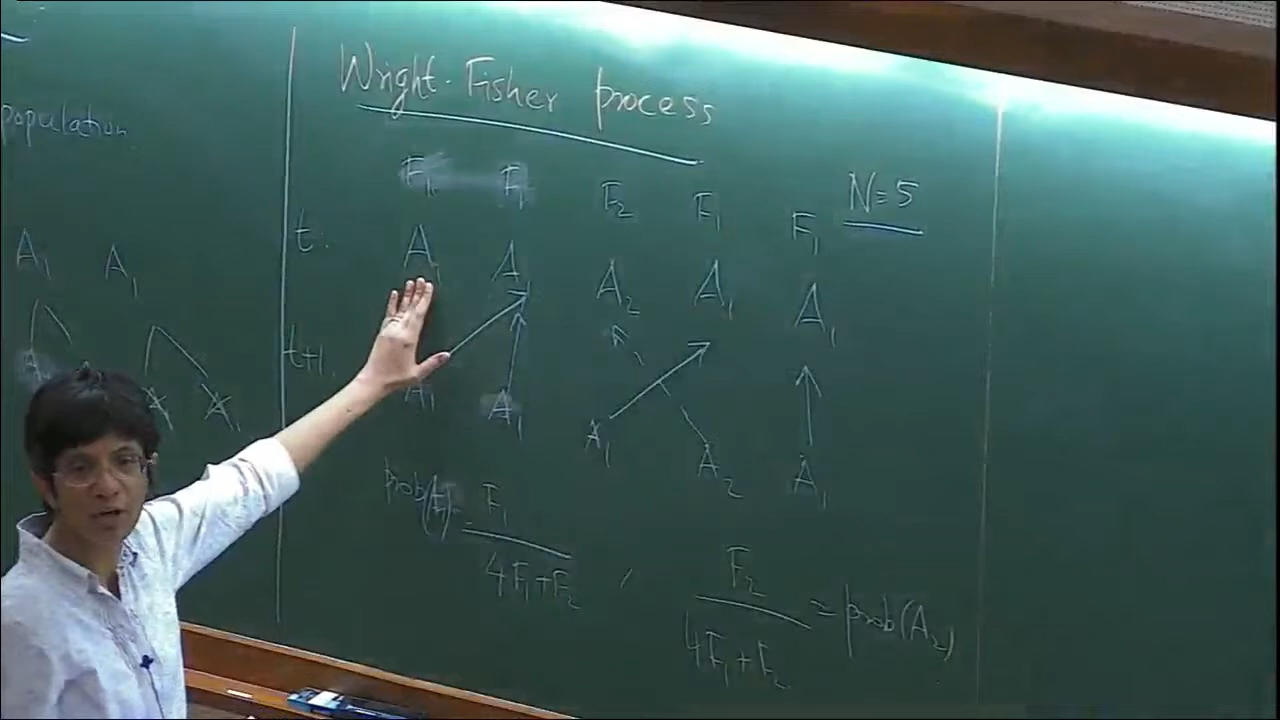 population
A₁ A₁
Wright-Fisher process
F₁ F₁ F₂ F₁ F₁ N=5
t. A₁ A₁ A₂ A₁ A₁
t+1. A₁ A₁ A₁ A₂ A₁
F₁ / 4F₁+F₂ , F₂ / 4F₁+F₂ = prob(A₂)